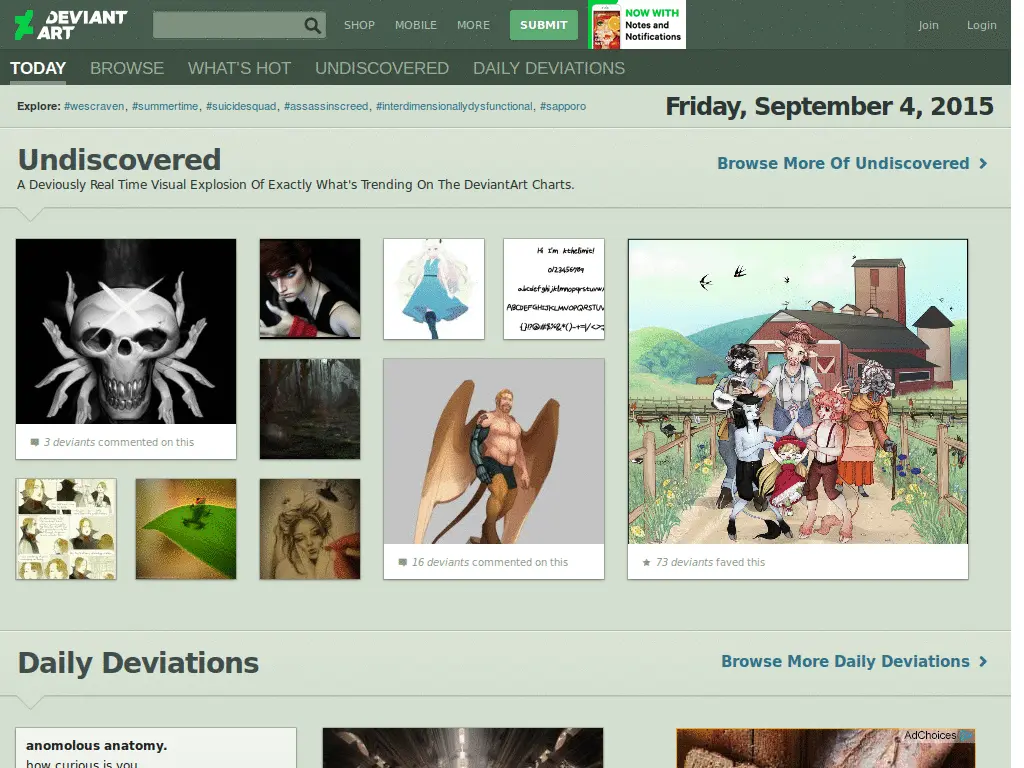 DEVIANT ART
SHOP MOBILE MORE SUBMIT
NOW WITH
Notes and
Notifications
Join Login
TODAY BROWSE WHAT'S HOT UNDISCOVERED DAILY DEVIATIONS
Explore: #wescraven, #summertime, #suicidesquad, #assassinscreed, #interdimensionallydysfunctional, #sapporo
Friday, September 4, 2015
Undiscovered
Browse More Of Undiscovered
A Deviously Real Time Visual Explosion Of Exactly What's Trending On The DeviantArt Charts.
0123456789
3 deviants commented on this
16 deviants commented on this
73 deviants faved this
Daily Deviations
Browse More Daily Deviations
anomolous anatomy.
how curious is you
AdChoices